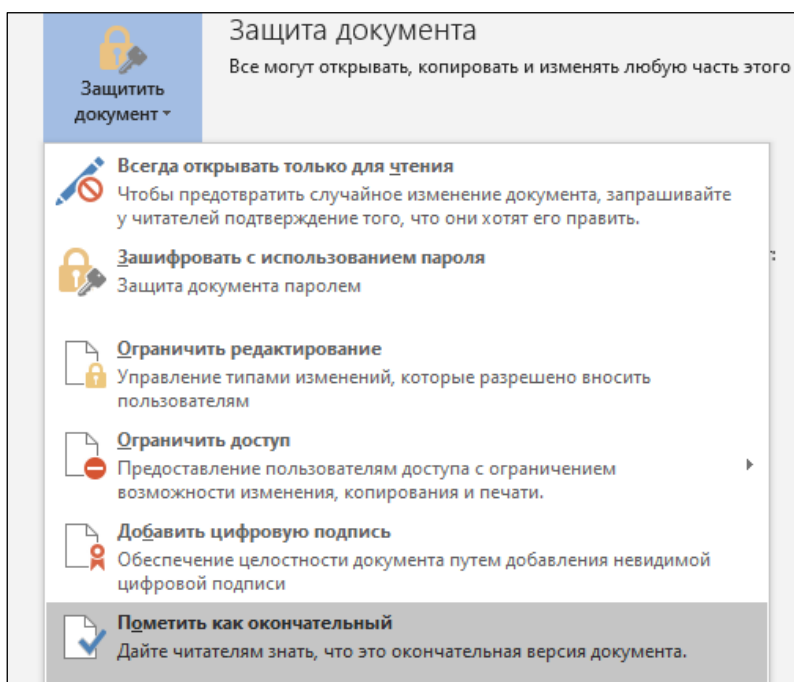 Защита документа
Все могут открывать, копировать и изменять любую часть этого
Защитить
документ
Всегда открывать только для чтения
Чтобы предотвратить случайное изменение документа, запрашивайте
у читателей подтверждение того, что они хотят его править.
Зашифровать с использованием пароля
Защита документа паролем
Ограничить редактирование
Управление типами изменений, которые разрешено вносить
пользователям
Ограничить доступ
Предоставление пользователям доступа с ограничением
возможности изменения, копирования и печати.
Добавить цифровую подпись
Обеспечение целостности документа путем добавления невидимой
цифровой подписи
Пометить как окончательный
Дайте читателям знать, что это окончательная версия документа.